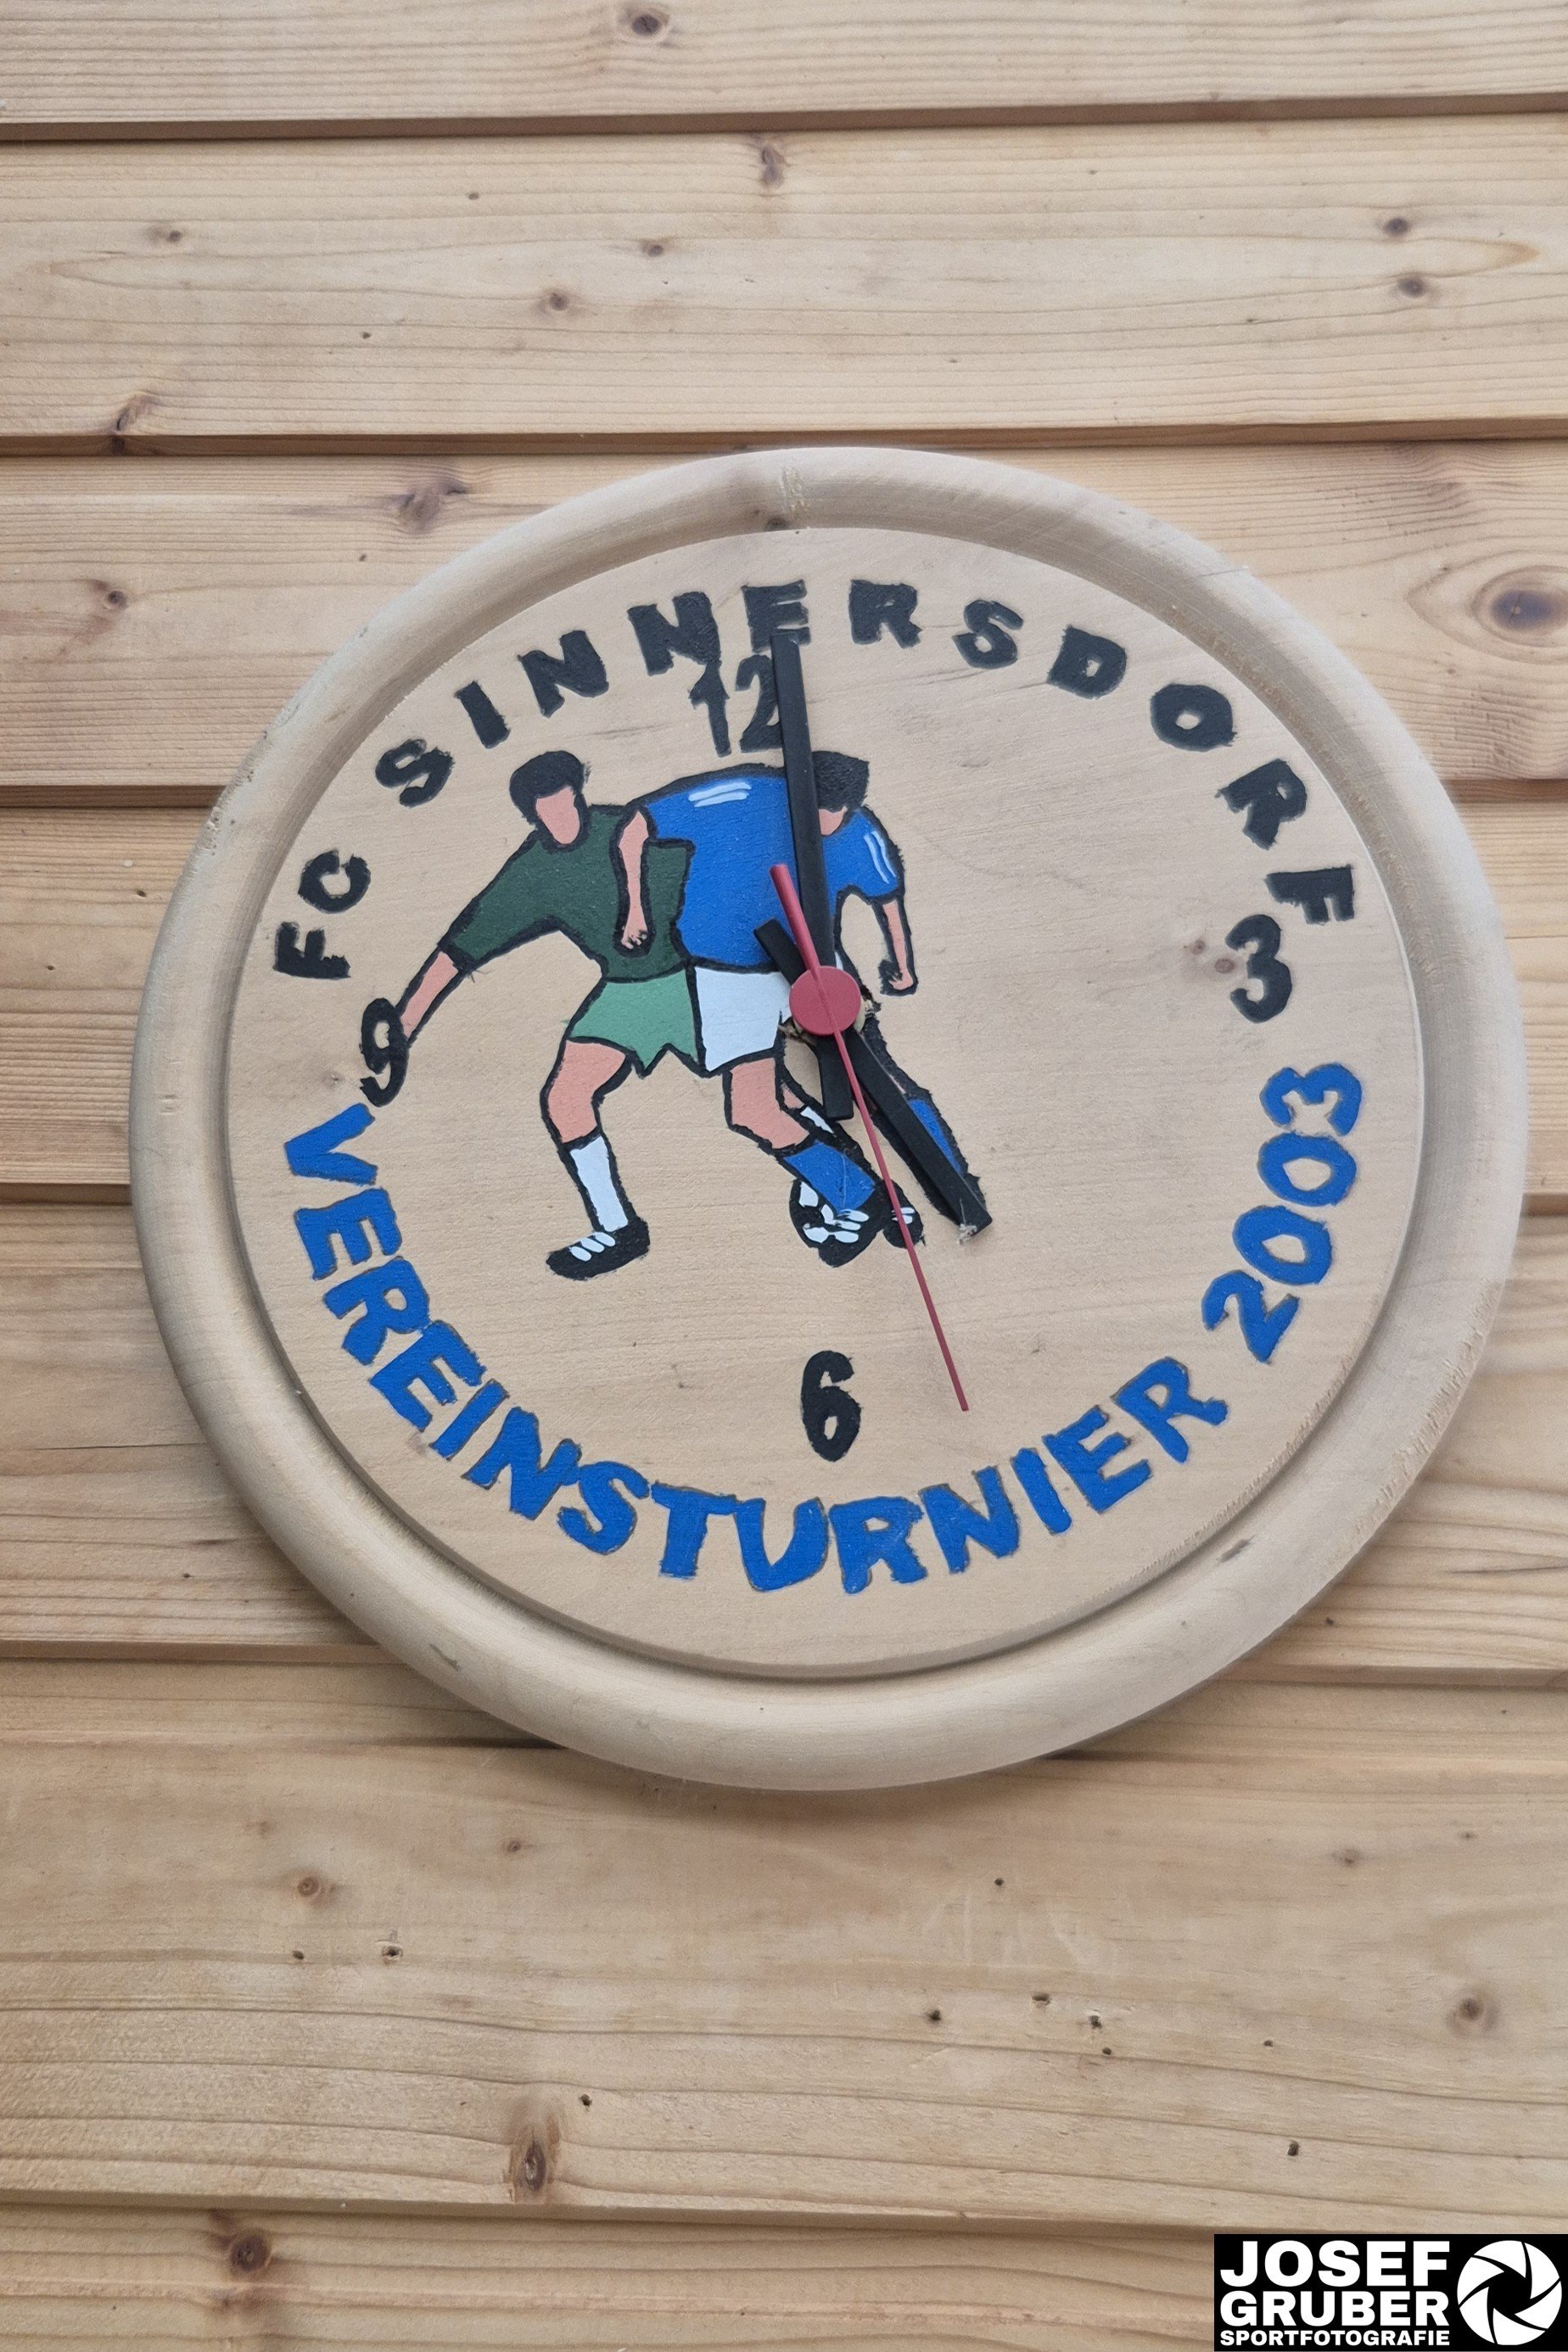 FC SINNERSDORF
12
3
6
9
VEREINSTURNIER 2003
JOSEF
GRUBER
SPORTFOTOGRAFIE